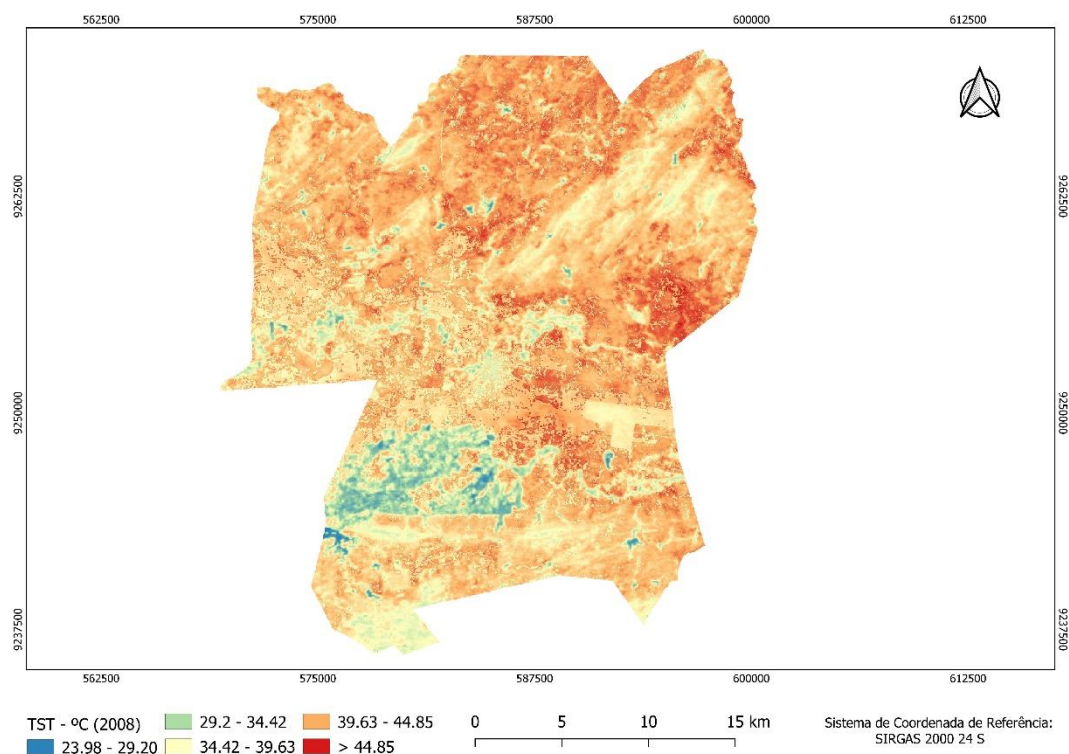 562500 575000 587500 600000 612500
9262500 9262500
9250000 9250000
9237500 9237500
562500 575000 587500 600000 612500
TST - ºC (2008) 29.2 - 34.42 39.63 - 44.85 0 5 10 15 km Sistema de Coordenada de Referência:
23.98 - 29.20 34.42 - 39.63 > 44.85 SIRGAS 2000 24 S